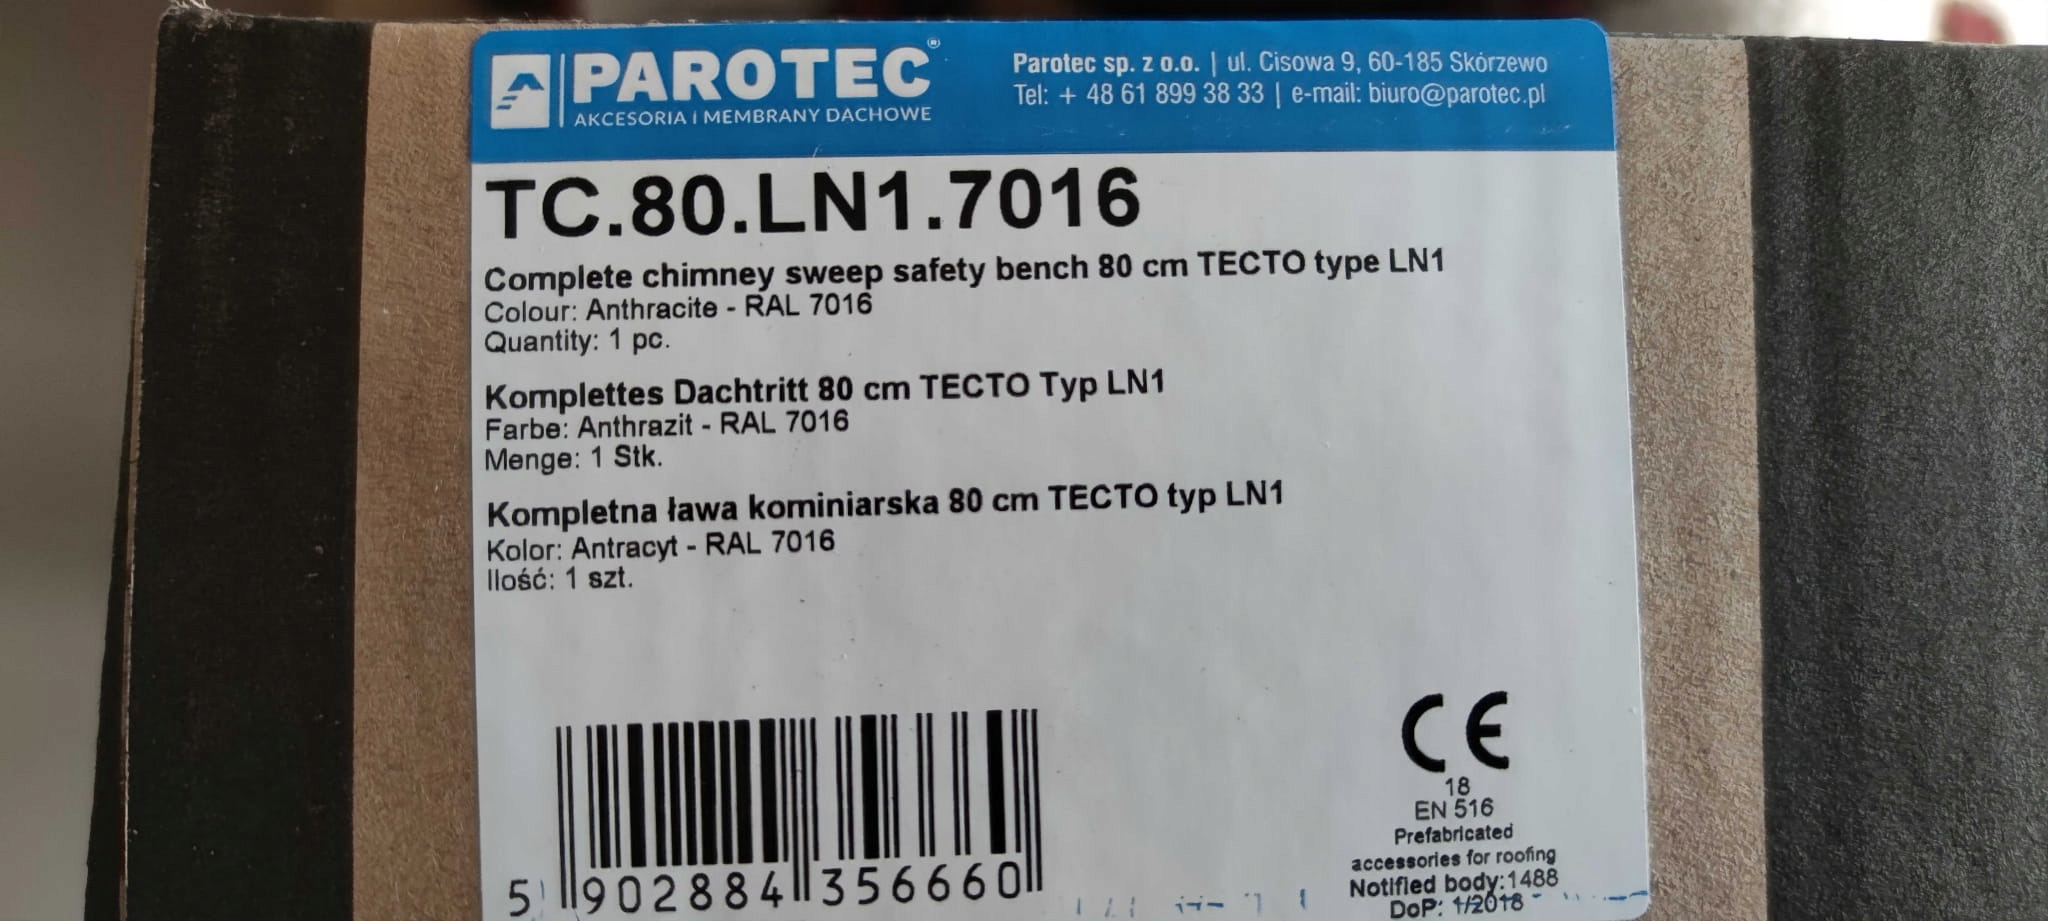 PAROTEC®
AKCESORIA I MEMBRANY DACHOWE
Parotec sp. z o.o. | ul. Cisowa 9, 60-185 Skórzewo
Tel: + 48 61 899 38 33 | e-mail: biuro@parotec.pl
TC.80.LN1.7016
Complete chimney sweep safety bench 80 cm TECTO type LN1
Colour: Anthracite - RAL 7016
Quantity: 1 pc.
Komplettes Dachtritt 80 cm TECTO Typ LN1
Farbe: Anthrazit - RAL 7016
Menge: 1 Stk.
Kompletna ława kominiarska 80 cm TECTO typ LN1
Kolor: Antracyt - RAL 7016
Ilość: 1 szt.
5 902884 356660
CE
18
EN 516
Prefabricated
accessories for roofing
Notified body:1488
DoP: 1/2018